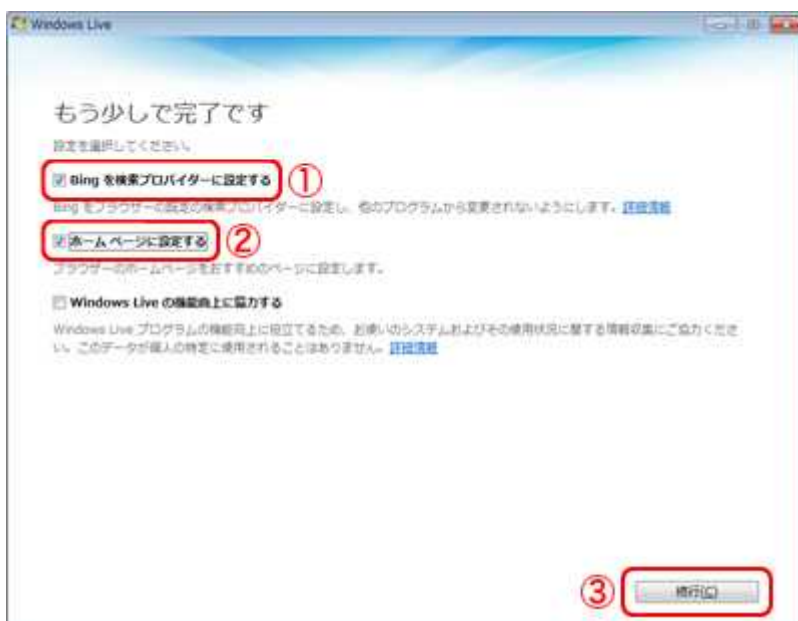 Windows Live
もう少しで完了です
設定を選択してください。
Bing を検索プロバイダーに設定する
①
Bing をブラウザーの既定の検索プロバイダーに設定し、他のプログラムから変更されないようにします。 詳細情報
ホーム ページに設定する
②
ブラウザーのホームページをおすすめのページに設定します。
Windows Live の機能向上に協力する
Windows Live プログラムの機能向上に役立てるため、お使いのシステムおよびその使用状況に関する情報収集にご協力くださ
い。このデータが個人の特定に使用されることはありません。 詳細情報
③
続行(C)